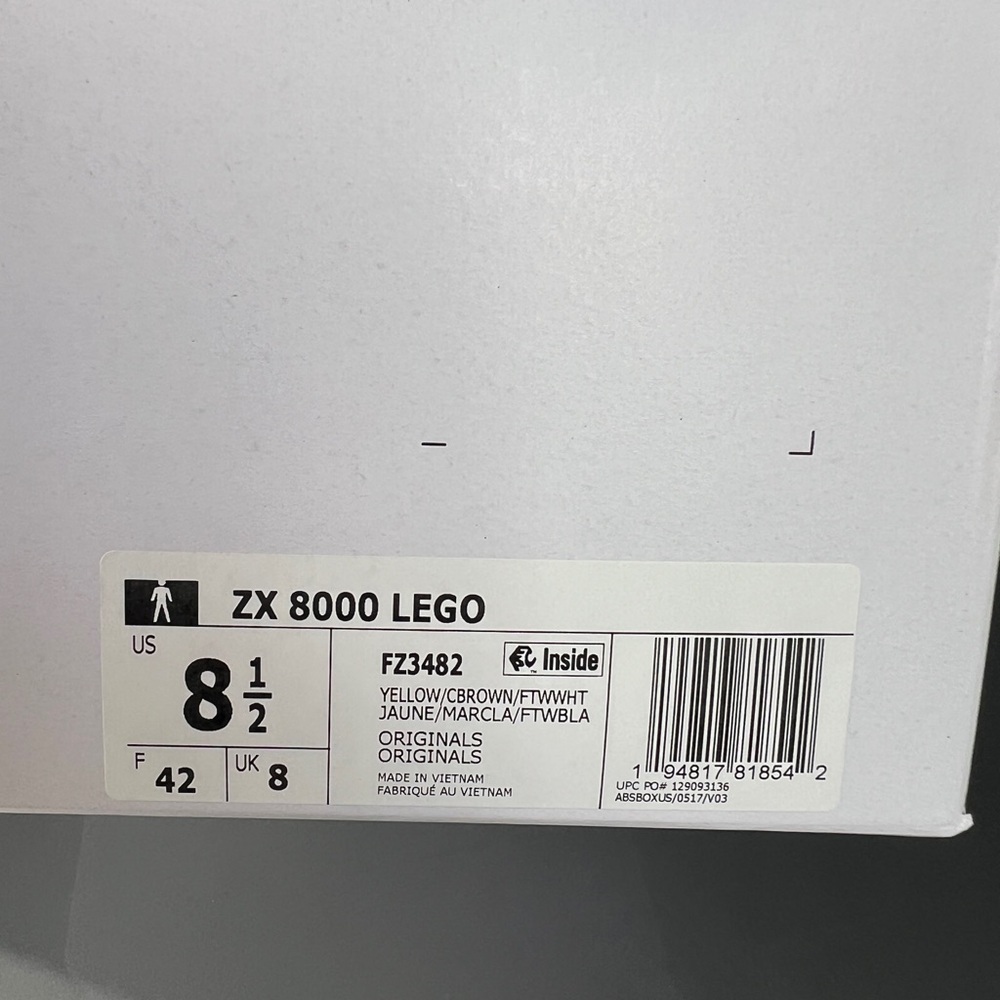 ZX 8000 LEGO
US
8 1/2
F 42
UK 8
FZ3482
Inside
YELLOW/CBROWN/FTWWHT
JAUNE/MARCLA/FTWBLA
ORIGINALS
ORIGINALS
MADE IN VIETNAM
FABRIQUÉ AU VIETNAM
1 94817 81854 2
UPC PO# 129093136
ABSBOXUS/0517/V03